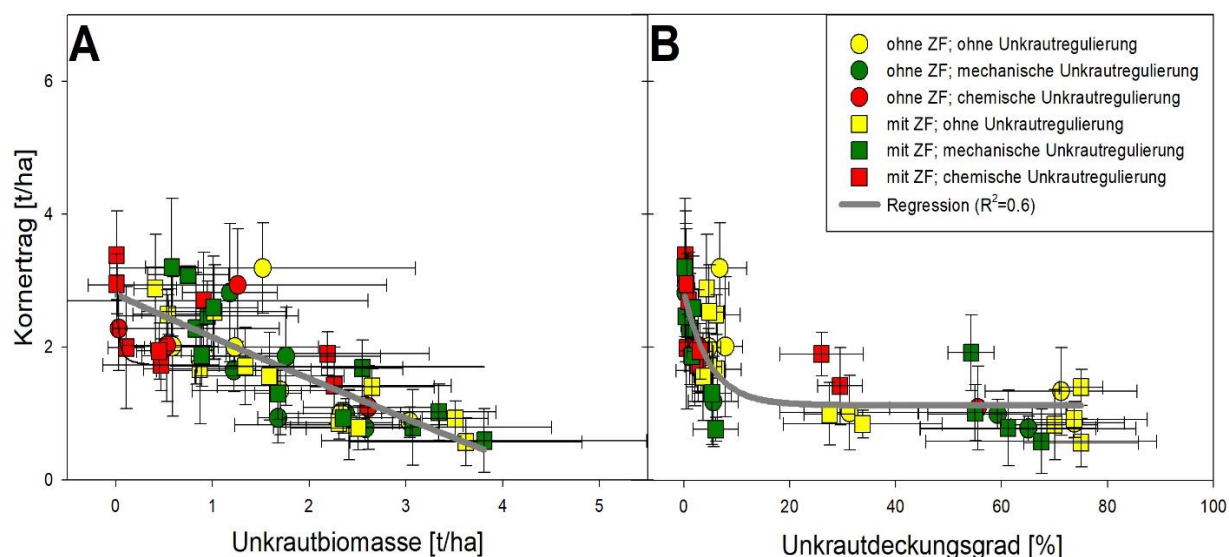 A
B
ohne ZF; ohne Unkrautregulierung
ohne ZF; mechanische Unkrautregulierung
ohne ZF; chemische Unkrautregulierung
mit ZF; ohne Unkrautregulierung
mit ZF; mechanische Unkrautregulierung
mit ZF; chemische Unkrautregulierung
Regression (R²=0.6)
Kornertrag [t/ha]
6
4
2
0
0 1 2 3 4 5
0 20 40 60 80 100
Unkrautbiomasse [t/ha]
Unkrautdeckungsgrad [%]